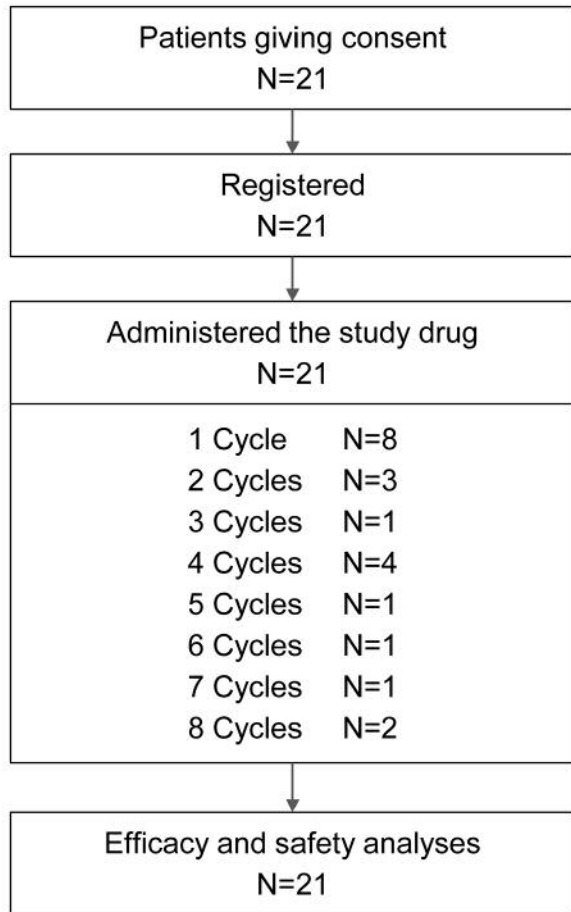 Patients giving consent
N=21
Registered
N=21
Administered the study drug
N=21
1 Cycle N=8
2 Cycles N=3
3 Cycles N=1
4 Cycles N=4
5 Cycles N=1
6 Cycles N=1
7 Cycles N=1
8 Cycles N=2
Efficacy and safety analyses
N=21